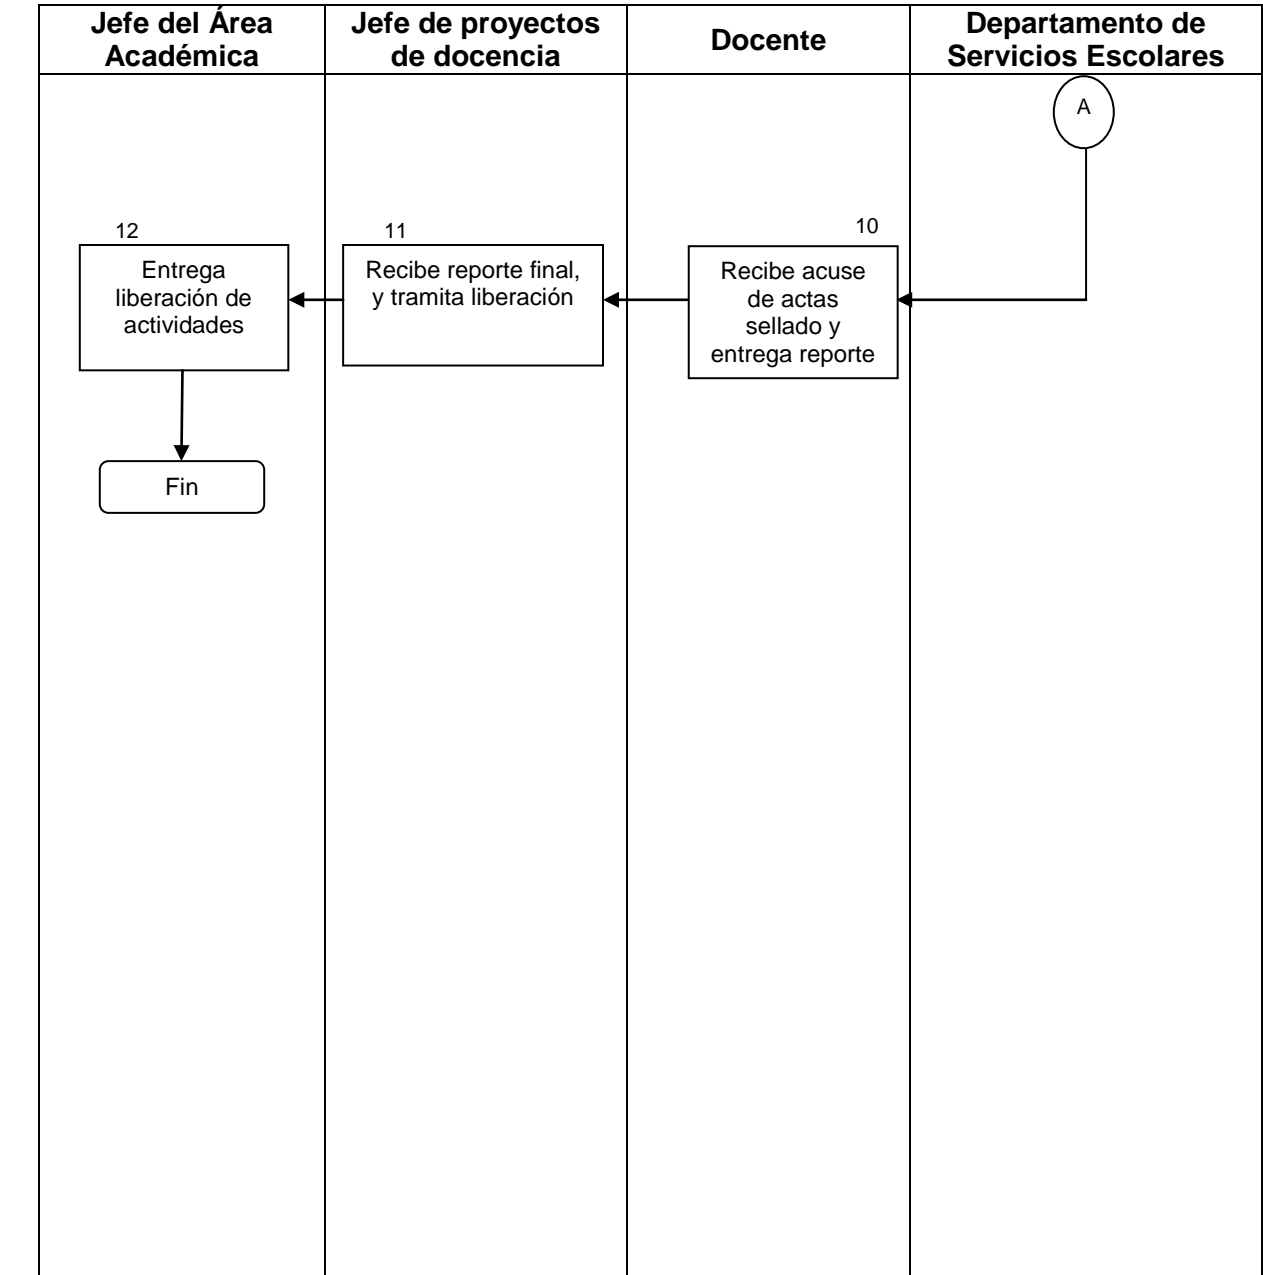 Jefe del Área
Académica
Jefe de proyectos
de docencia
Docente
Departamento de
Servicios Escolares
A
12
Entrega
liberación de
actividades
11
Recibe reporte final,
y tramita liberación
10
Recibe acuse
de actas
sellado y
entrega reporte
Fin